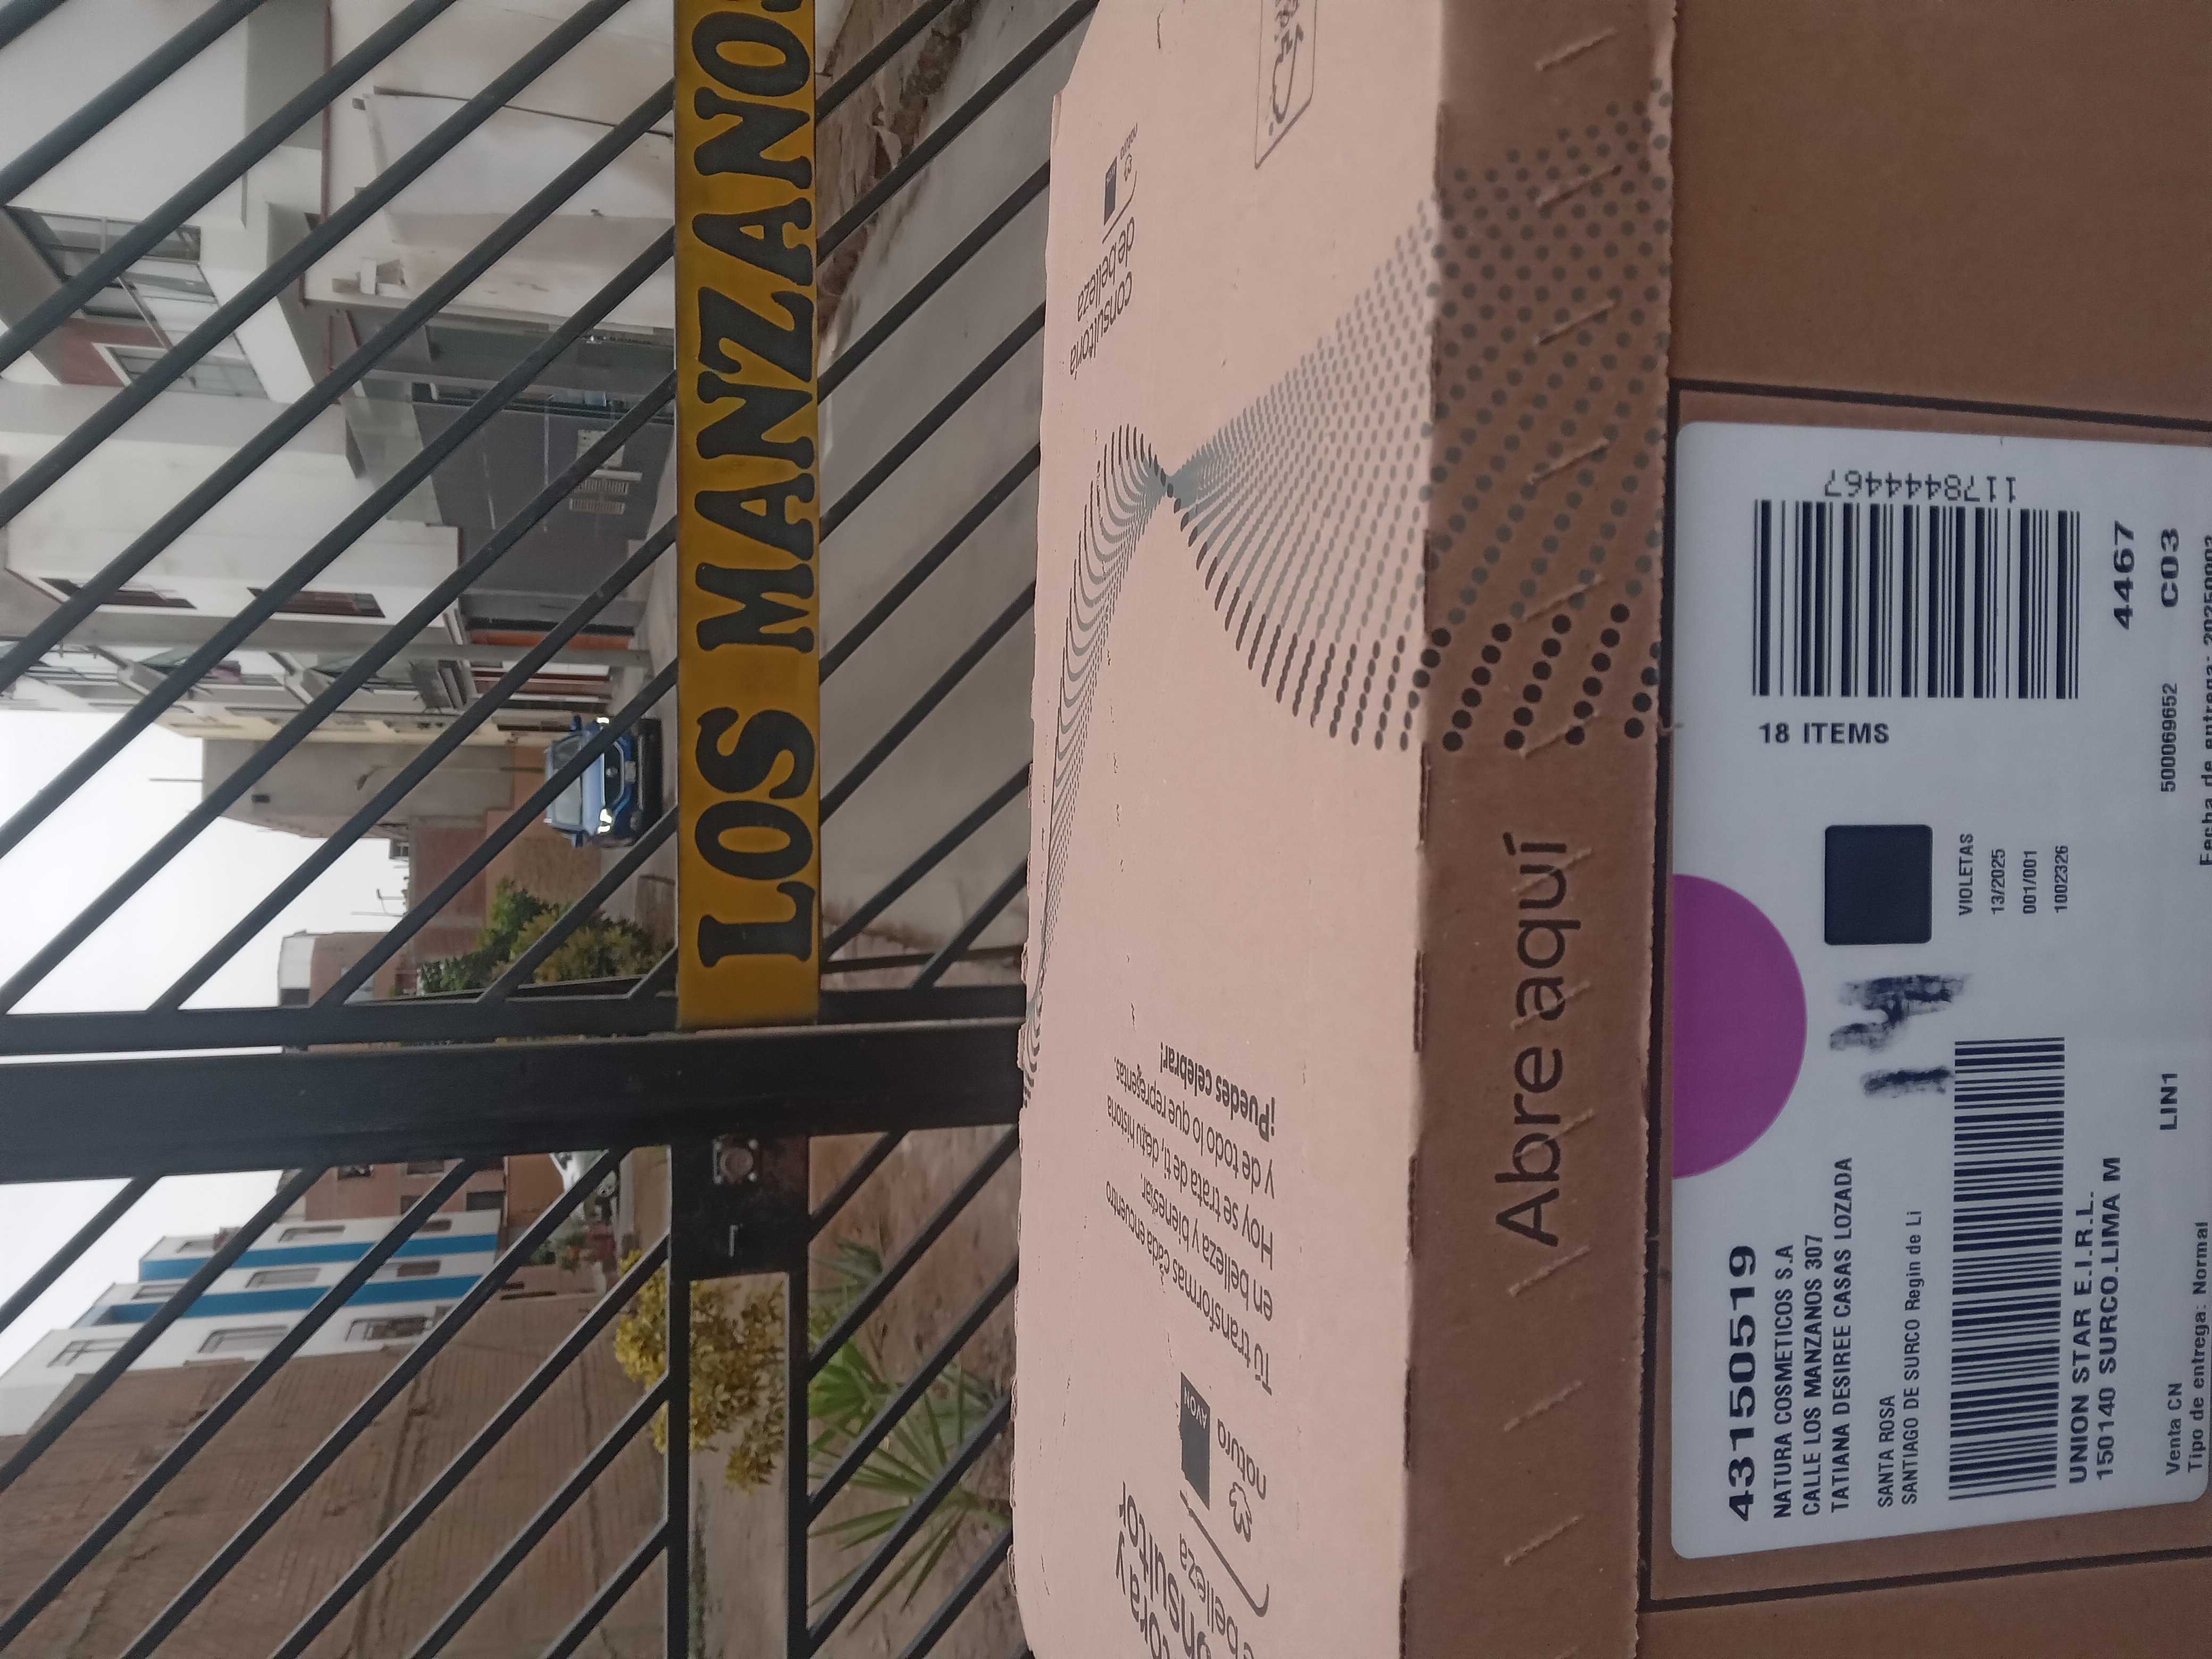 LOS MANZANOS
consultoría
de belleza
natura
Tú transformas cada encuentro
en belleza y bienestar.
Hoy se trata de ti, de tu historia
y de todo lo que representas.
¡Puedes celebrar!
belleza
AVON
natura
Abre aquí
43150519
NATURA COSMETICOS S.A
CALLE LOS MANZANOS 307
TATIANA DESIREE CASAS LOZADA
SANTA ROSA
SANTIAGO DE SURCO Regin de Li
14
VIOLETAS
13/2025
001/001
1002326
18 ITEMS
117844467
4467
UNION STAR E.I.R.L.
150140 SURCO.LIMA M
LIN1
500069652
C03
Venta CN
Tipo de entrega: Normal